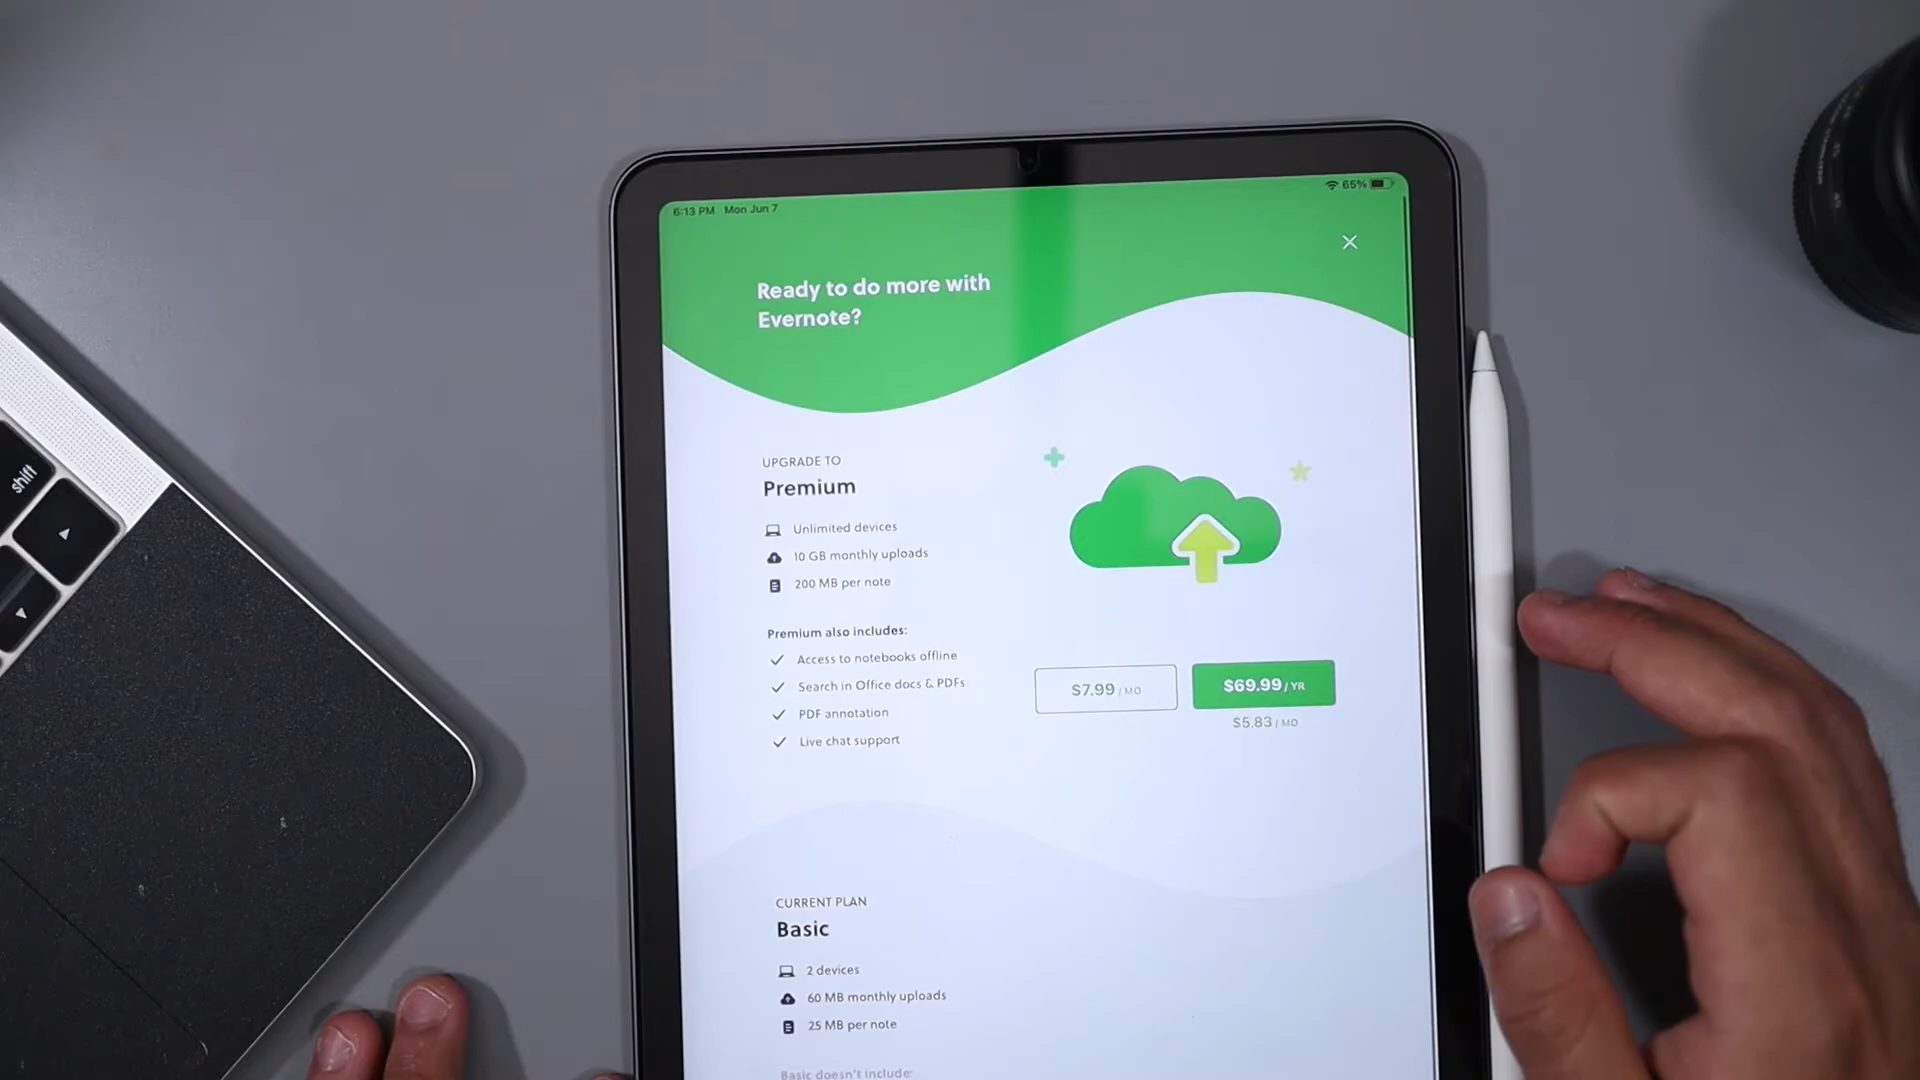 6:13 PM Mon Jun 7
65%
Ready to do more with
Evernote?
UPGRADE TO
Premium
Unlimited devices
10 GB monthly uploads
200 MB per note
Premium also includes:
Access to notebooks offline
Search in Office docs & PDFs
PDF annotation
Live chat support
$7.99 / MO
$69.99 / YR
$5.83 / MO
CURRENT PLAN
Basic
2 devices
60 MB monthly uploads
25 MB per note
Basic doesn't include:
shift